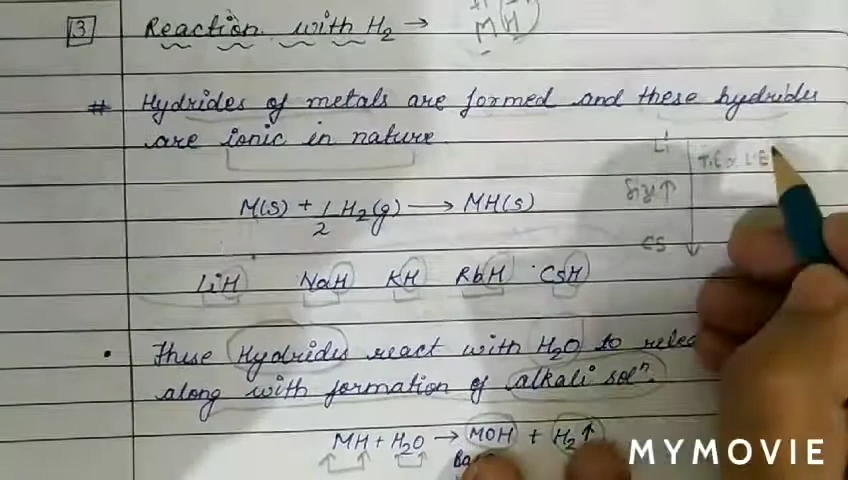 3 Reaction with H₂ →
MH
# Hydrides of metals are formed and these hydrides
are ionic in nature
Li
T.E ∝ L.E
Size ↑
Cs
M(s) + 1/2 H₂(g) → MH(s)
LiH NaH KH RbH CsH
• These Hydrides react with H₂O to
along with formation of alkali solⁿ.
MH + H₂O → MOH + H₂↑
MYMOVIE